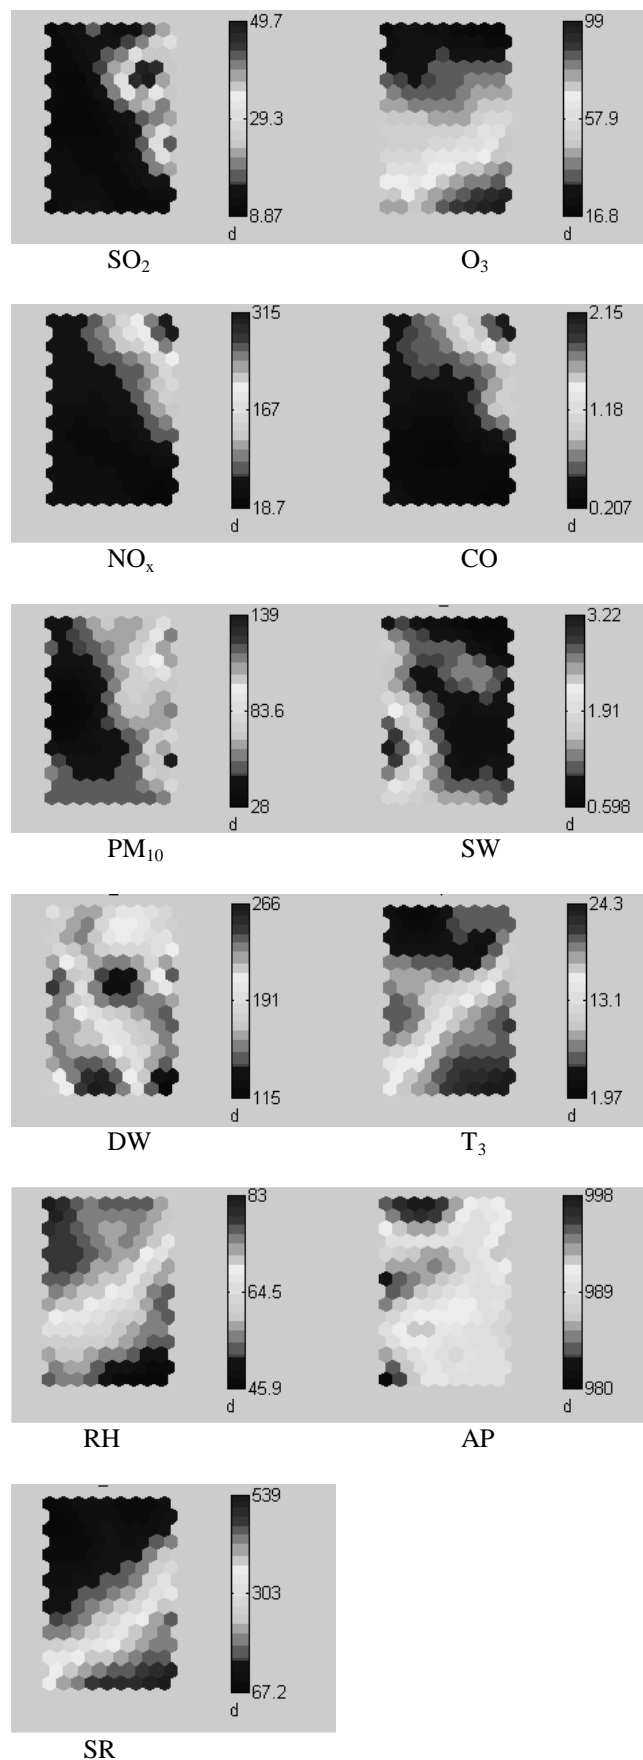 49.7
29.3
8.87
d
SO₂
99
57.9
16.8
d
O₃
315
167
18.7
d
NOₓ
2.15
1.18
0.207
d
CO
139
83.6
28
d
PM₁₀
3.22
1.91
0.598
d
SW
266
191
115
d
DW
24.3
13.1
1.97
d
T₃
83
64.5
45.9
d
RH
998
989
980
d
AP
539
303
67.2
d
SR